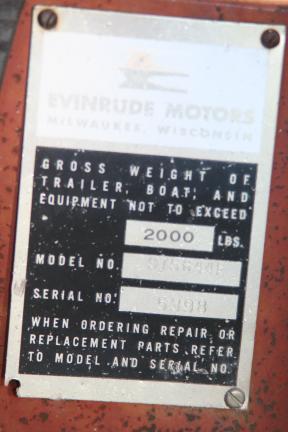 EVINRUDE MOTORS
MILWAUKEE, WISCONSIN
GROSS WEIGHT OF
TRAILER, BOAT, AND
EQUIPMENT NOT TO EXCEED
2000 LBS.
MODEL NO.
SERIAL NO.
WHEN ORDERING REPAIR OR
REPLACEMENT PARTS REFER
TO MODEL AND SERIAL NO.